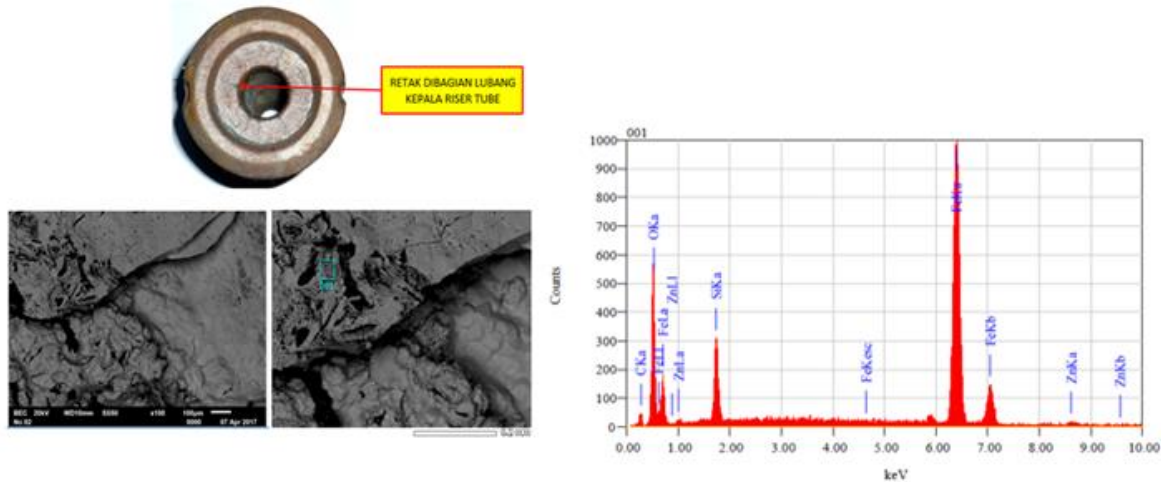 RETAK DIBAGIAN LUBANG
KEPALA RISER TUBE
BEC 20kV WD10mm SS50 x100 100µm
No 02 0000 07 Apr 2017
001
1000
900
800
700
600
500
400
300
200
100
0
Counts
CKa
OKa
FeLl
FeLa
ZnLl
ZnLa
SiKa
FeKesc
FeKb
ZnKa
ZnKb
0.00 1.00 2.00 3.00 4.00 5.00 6.00 7.00 8.00 9.00 10.00
keV